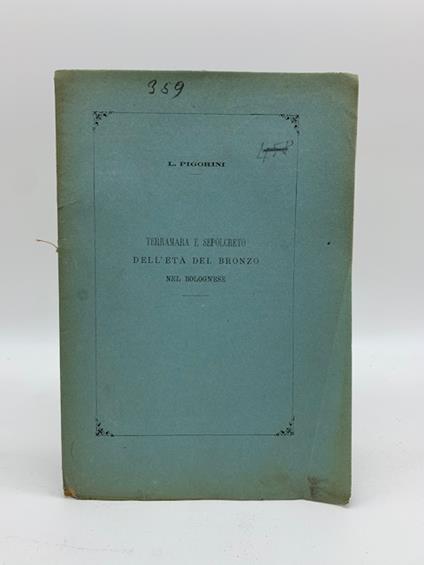 359
L. PIGORINI
TERRAMARA E SEPOLCRETO
DELL'ETÀ DEL BRONZO
NEL BOLOGNESE